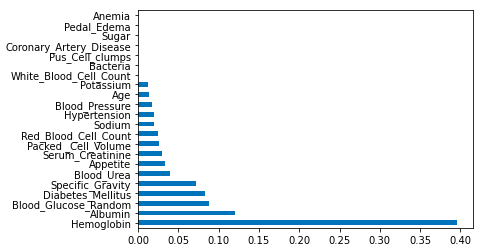 Anemia
Pedal_Edema
Sugar
Coronary_Artery_Disease
Pus_Cell_clumps
Bacteria
White_Blood_Cell_Count
Potassium
Age
Blood_Pressure
Hypertension
Sodium
Red_Blood_Cell_Count
Packed_ Cell_Volume
Serum_Creatinine
Appetite
Blood_Urea
Specific_Gravity
Diabetes_Mellitus
Blood_Glucose_Random
Albumin
Hemoglobin
0.00 0.05 0.10 0.15 0.20 0.25 0.30 0.35 0.40